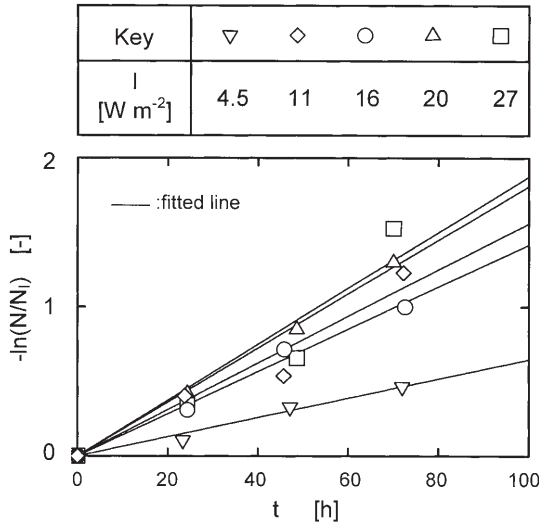 Key
I
[W m⁻²]
4.5 11 16 20 27
2
1
0
-ln(N/N_I) [-]
:fitted line
0 20 40 60 80 100
t [h]